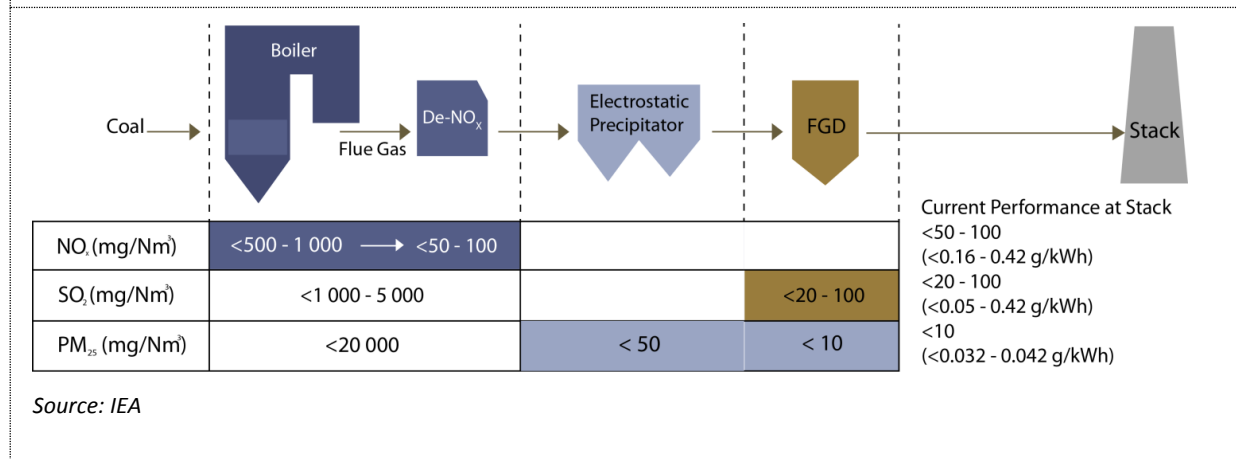 Boiler
Coal
Flue Gas
De-NOx
Electrostatic
Precipitator
FGD
Stack
Current Performance at Stack
NOx (mg/Nm³) <500 - 1 000 → <50 - 100
<50 - 100
(<0.16 - 0.42 g/kWh)
SO2 (mg/Nm³) <1 000 - 5 000 <20 - 100
<20 - 100
(<0.05 - 0.42 g/kWh)
PM25 (mg/Nm³) <20 000 < 50 < 10
<10
(<0.032 - 0.042 g/kWh)
Source: IEA